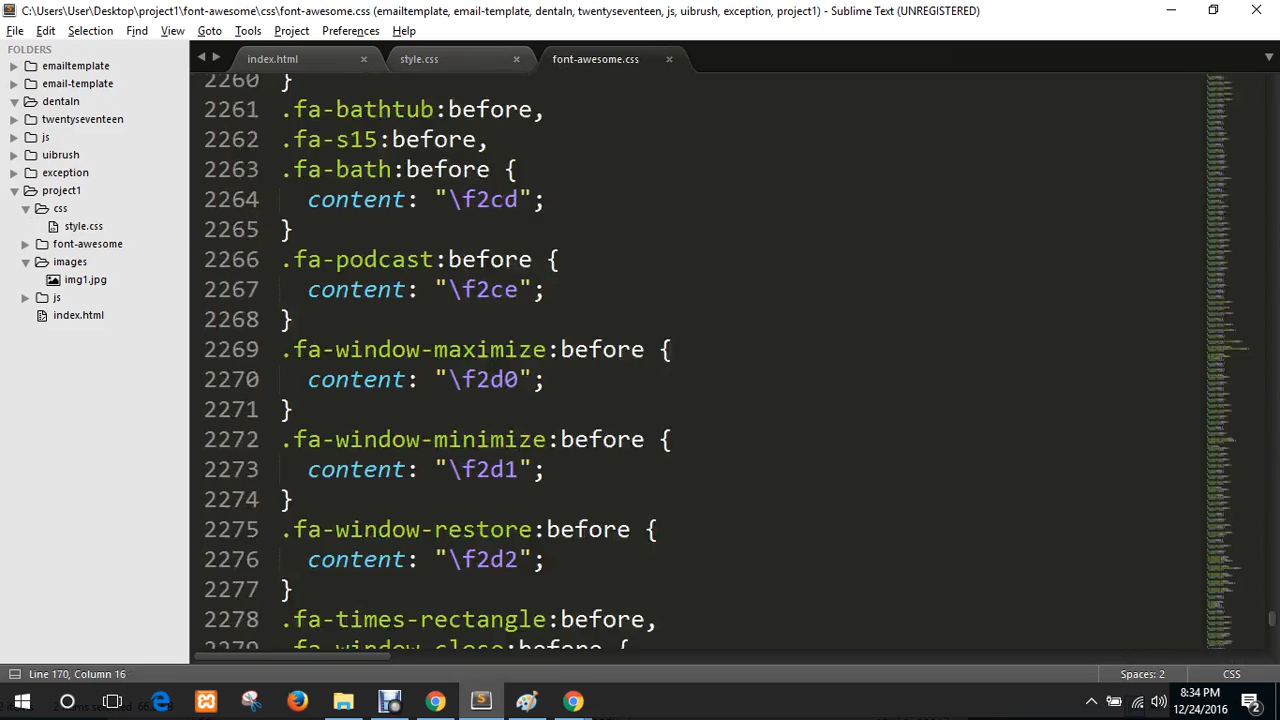 C:\Users\User\Desktop\project1\font-awesome\css\font-awesome.css (emailtemplate, email-template, dentaln, twentyseventeen, js, uibrush, exception, project1) - Sublime Text (UNREGISTERED)
File Edit Selection Find View Goto Tools Project Preferences Help
FOLDERS
emailtemplate
email-template
dentaln
twentyseventeen
js
uibrush
exception
project1
css
style.css
font-awesome
images
img1.jpg
js
index.html
index.html style.css font-awesome.css
2260 }
2261 .fa-bathtub:before,
2262 .fa-s15:before,
2263 .fa-bath:before {
2264 content: "\f2cd";
2265 }
2266 .fa-podcast:before {
2267 content: "\f2ce";
2268 }
2269 .fa-window-maximize:before {
2270 content: "\f2d0";
2271 }
2272 .fa-window-minimize:before {
2273 content: "\f2d1";
2274 }
2275 .fa-window-restore:before {
2276 content: "\f2d2";
2277 }
2278 .fa-times-rectangle:before,
2279 .fa-window-close:before {
Line 170, Column 16 Spaces: 2 CSS
8:34 PM
12/24/2016
2